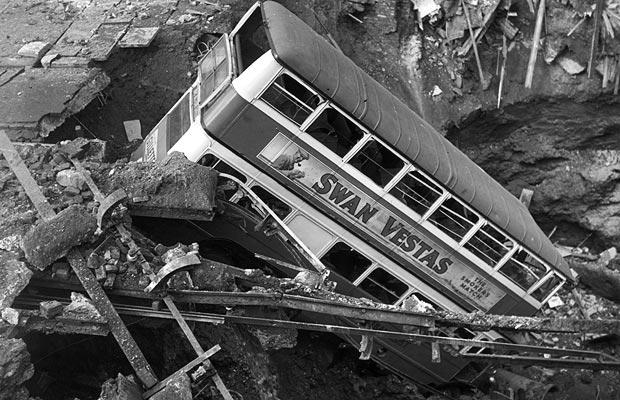 SWAN VESTAS
THE
SMOKER'S
MATCH